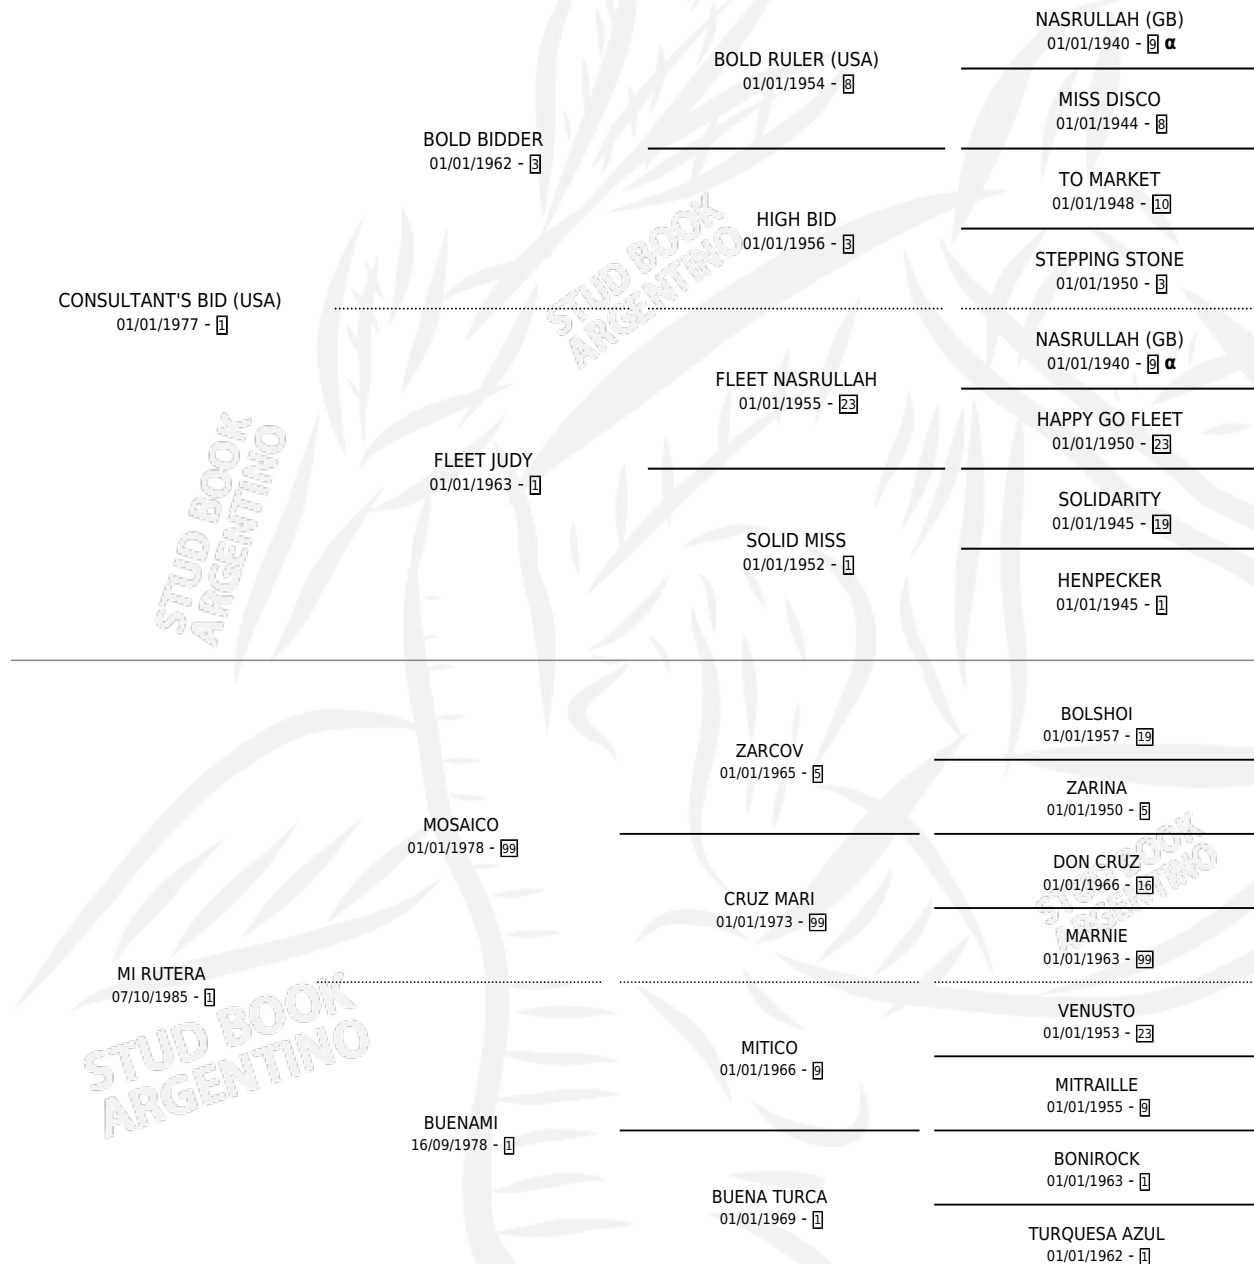 NASRULLAH (GB)
01/01/1940 - 9 α
BOLD RULER (USA)
01/01/1954 - 8
MISS DISCO
01/01/1944 - 8
BOLD BIDDER
01/01/1962 - 3
TO MARKET
01/01/1948 - 10
HIGH BID
01/01/1956 - 3
STEPPING STONE
01/01/1950 - 3
CONSULTANT'S BID (USA)
01/01/1977 - 1
NASRULLAH (GB)
01/01/1940 - 9 α
FLEET NASRULLAH
01/01/1955 - 23
HAPPY GO FLEET
01/01/1950 - 23
FLEET JUDY
01/01/1963 - 1
SOLIDARITY
01/01/1945 - 19
SOLID MISS
01/01/1952 - 1
HENPECKER
01/01/1945 - 1
BOLSHOI
01/01/1957 - 19
ZARCOV
01/01/1965 - 5
ZARINA
01/01/1950 - 5
MOSAICO
01/01/1978 - 99
DON CRUZ
01/01/1966 - 16
CRUZ MARI
01/01/1973 - 99
MARNIE
01/01/1963 - 99
MI RUTERA
07/10/1985 - 1
VENUSTO
01/01/1953 - 23
MITICO
01/01/1966 - 9
MITRAILLE
01/01/1955 - 9
BUENAMI
16/09/1978 - 1
BONIROCK
01/01/1963 - 1
BUENA TURCA
01/01/1969 - 1
TURQUESA AZUL
01/01/1962 - 1
STUD BOOK
ARGENTINO
STUD BOOK
ARGENTINO
STUD BOOK
ARGENTINO
STUD BOOK
ARGENTINO